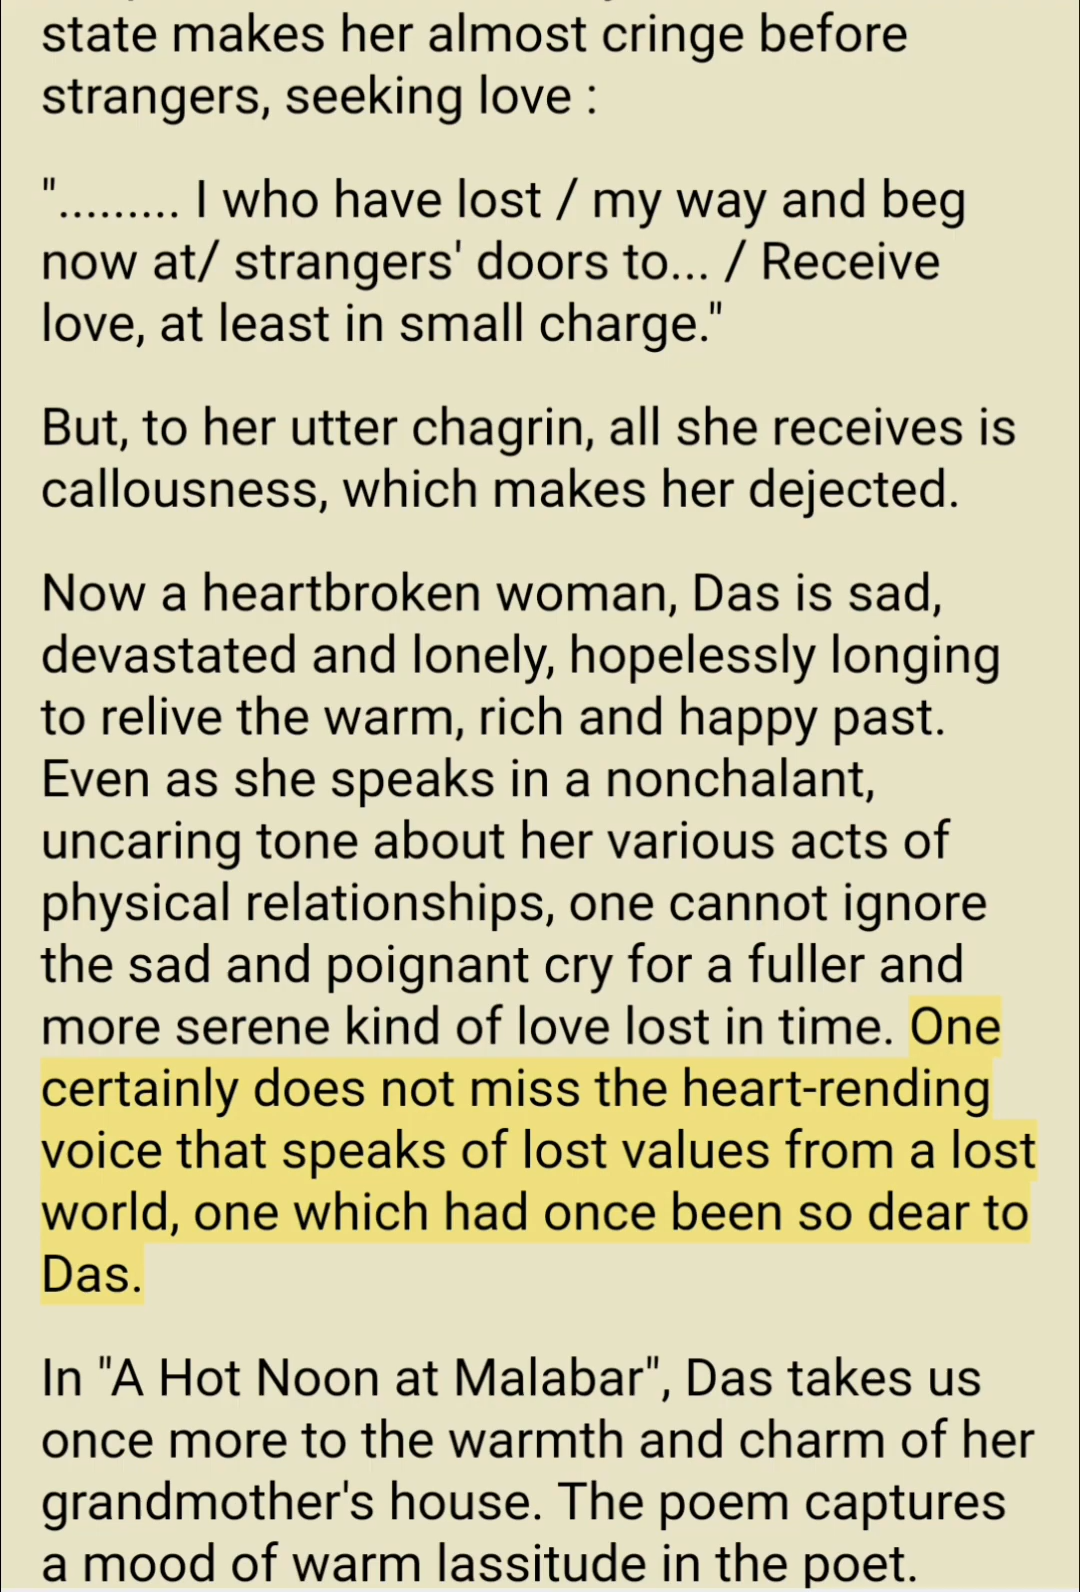 state makes her almost cringe before
strangers, seeking love :
"......... I who have lost / my way and beg
now at/ strangers' doors to... / Receive
love, at least in small charge."
But, to her utter chagrin, all she receives is
callousness, which makes her dejected.
Now a heartbroken woman, Das is sad,
devastated and lonely, hopelessly longing
to relive the warm, rich and happy past.
Even as she speaks in a nonchalant,
uncaring tone about her various acts of
physical relationships, one cannot ignore
the sad and poignant cry for a fuller and
more serene kind of love lost in time. One
certainly does not miss the heart-rending
voice that speaks of lost values from a lost
world, one which had once been so dear to
Das.
In "A Hot Noon at Malabar", Das takes us
once more to the warmth and charm of her
grandmother's house. The poem captures
a mood of warm lassitude in the poet.